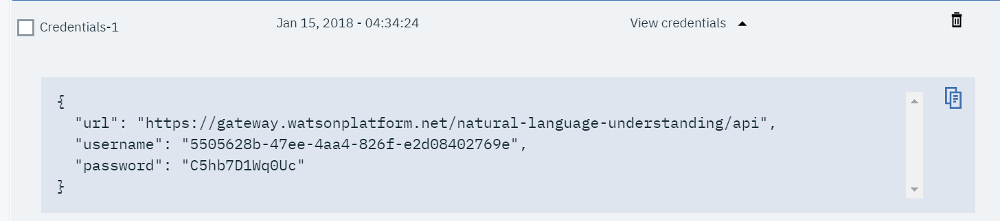 Credentials-1 Jan 15, 2018 - 04:34:24 View credentials
{
"url": "https://gateway.watsonplatform.net/natural-language-understanding/api",
"username": "5505628b-47ee-4aa4-826f-e2d08402769e",
"password": "C5hb7D1Wq0Uc"
}